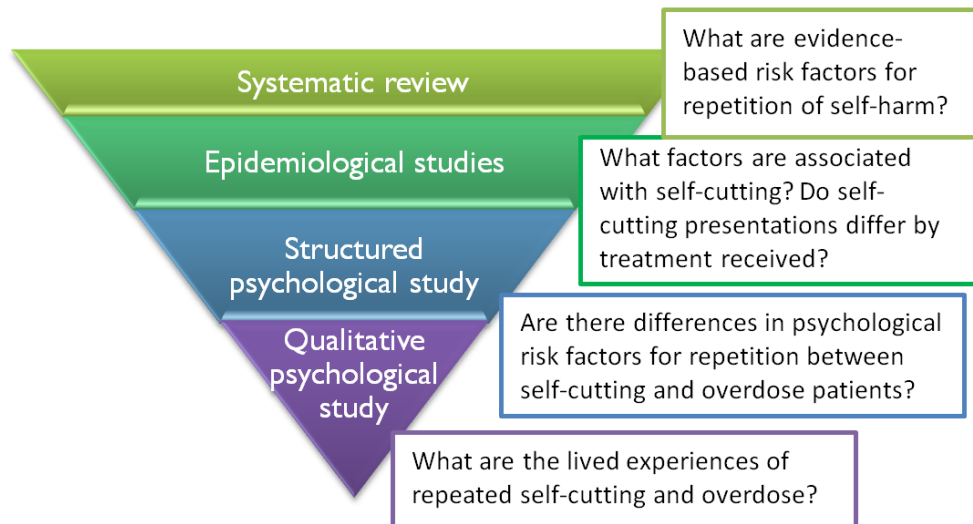 Systematic review
What are evidence-
based risk factors for
repetition of self-harm?
Epidemiological studies
What factors are associated
with self-cutting? Do self-
cutting presentations differ by
treatment received?
Structured
psychological study
Are there differences in psychological
risk factors for repetition between
self-cutting and overdose patients?
Qualitative
psychological
study
What are the lived experiences of
repeated self-cutting and overdose?